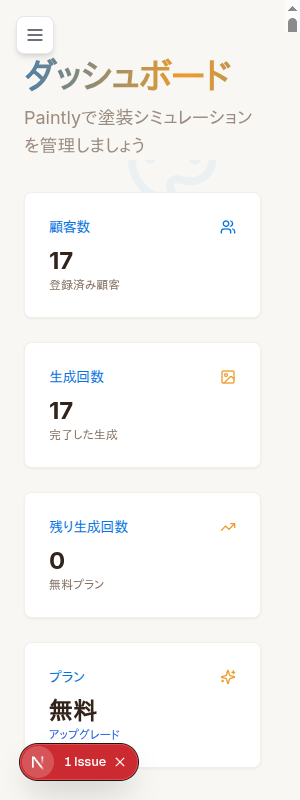 ダッシュボード
Paintlyで塗装シミュレーション
を管理しましょう
顧客数
17
登録済み顧客
生成回数
17
完了した生成
残り生成回数
0
無料プラン
プラン
無料
アップグレード
N 1 Issue